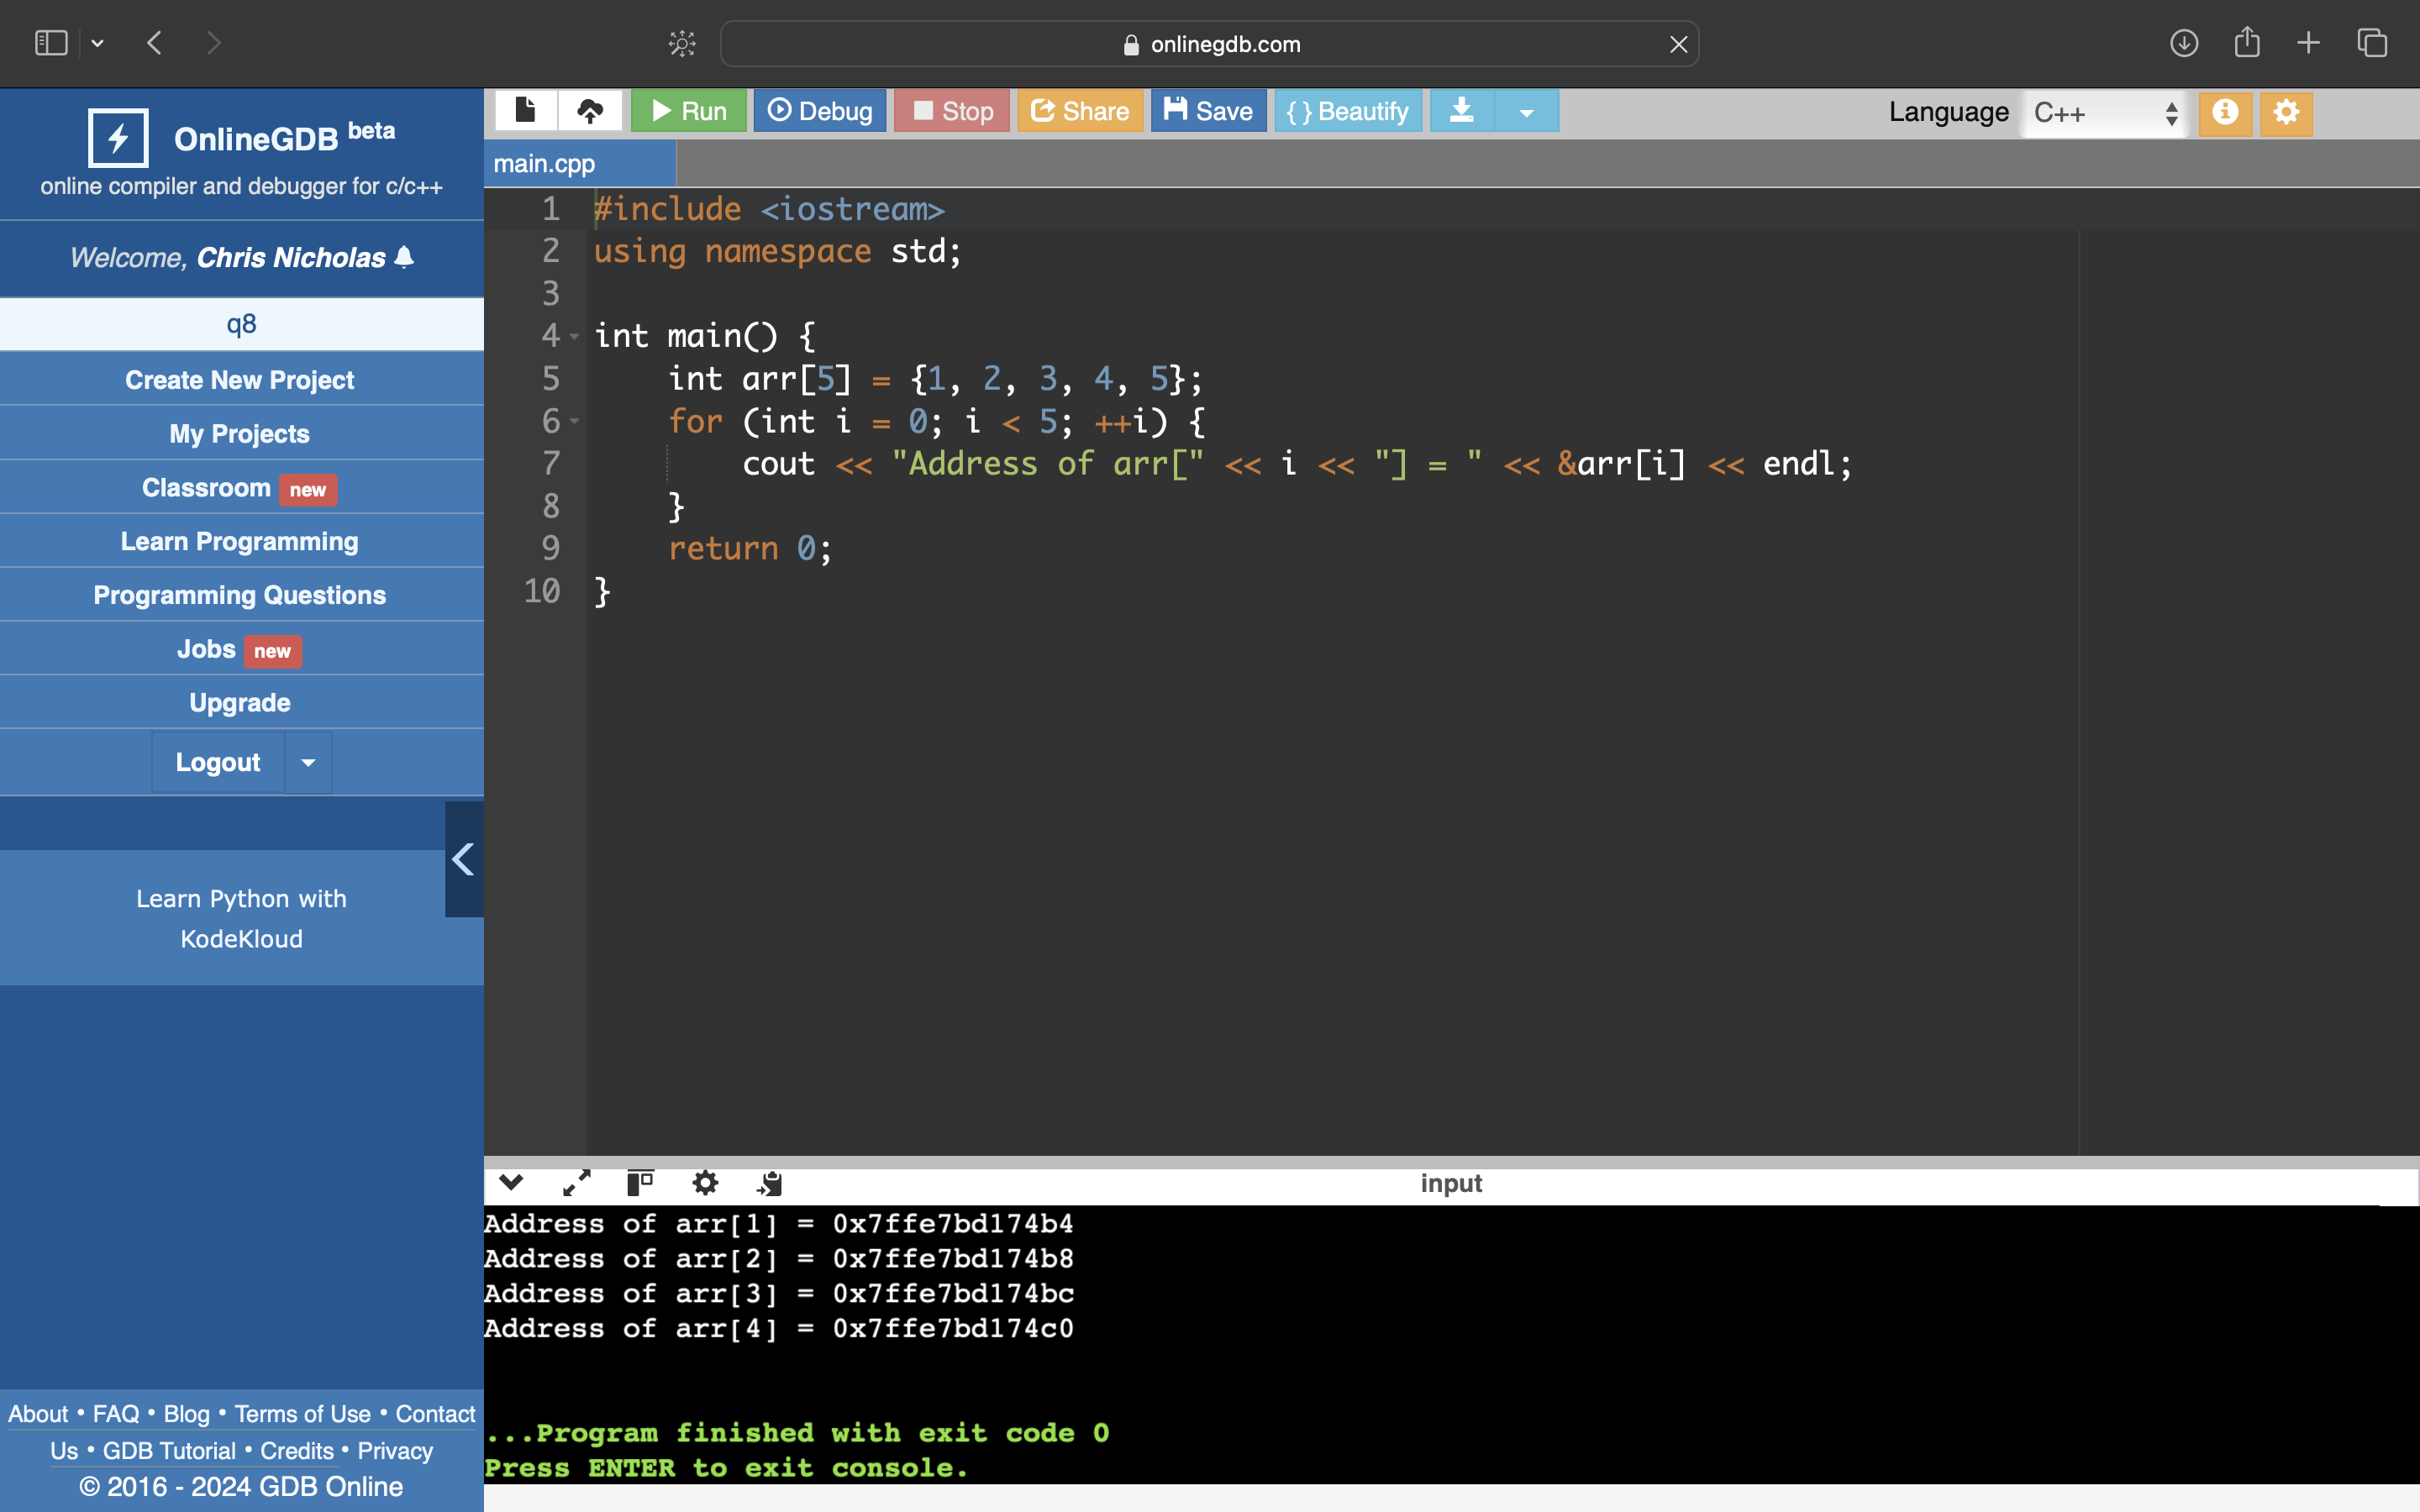 onlinegdb.com
OnlineGDB beta
online compiler and debugger for c/c++
Welcome, Chris Nicholas
q8
Create New Project
My Projects
Classroom new
Learn Programming
Programming Questions
Jobs new
Upgrade
Logout
Learn Python with
KodeKloud
About • FAQ • Blog • Terms of Use • Contact
Us • GDB Tutorial • Credits • Privacy
© 2016 - 2024 GDB Online
Run Debug Stop Share Save { } Beautify Language C++
main.cpp
1 #include <iostream>
2 using namespace std;
3
4 int main() {
5     int arr[5] = {1, 2, 3, 4, 5};
6     for (int i = 0; i < 5; ++i) {
7         cout << "Address of arr[" << i << "] = " << &arr[i] << endl;
8     }
9     return 0;
10 }
input
Address of arr[1] = 0x7ffe7bd174b4
Address of arr[2] = 0x7ffe7bd174b8
Address of arr[3] = 0x7ffe7bd174bc
Address of arr[4] = 0x7ffe7bd174c0
...Program finished with exit code 0
Press ENTER to exit console.